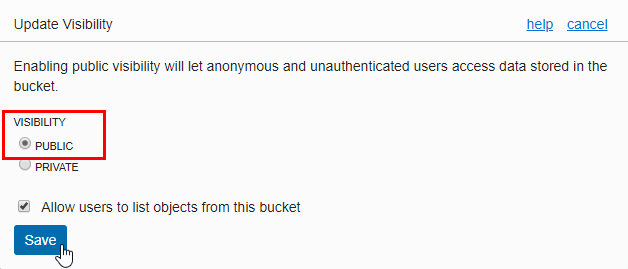 Update Visibility help cancel
Enabling public visibility will let anonymous and unauthenticated users access data stored in the
bucket.
VISIBILITY
PUBLIC
PRIVATE
Allow users to list objects from this bucket
Save